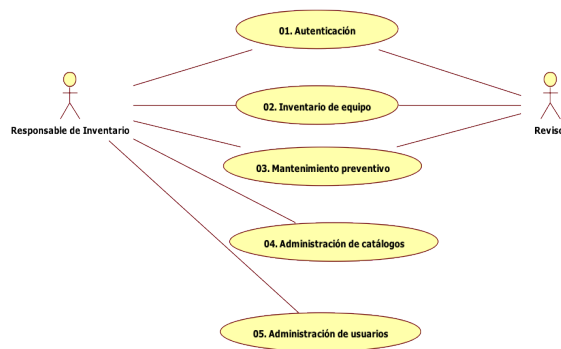 01. Autenticación
02. Inventario de equipo
Responsable de Inventario
03. Mantenimiento preventivo
04. Administración de catálogos
05. Administración de usuarios